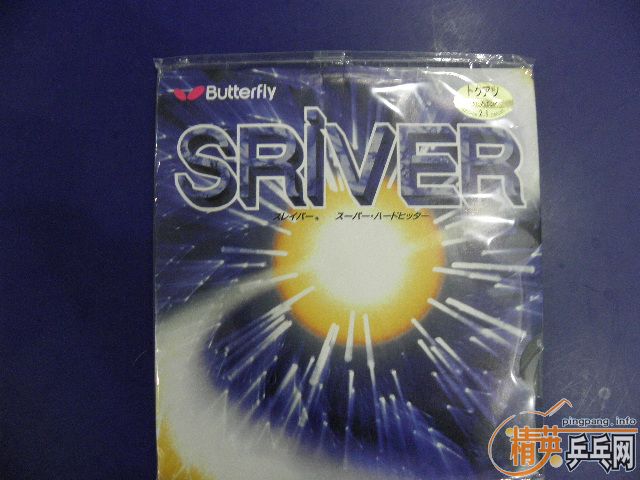 Butterfly
トクアツ
SRIVER
スレイバー® スーパー・ハードヒッター
pingpang.info
精英乒乓网